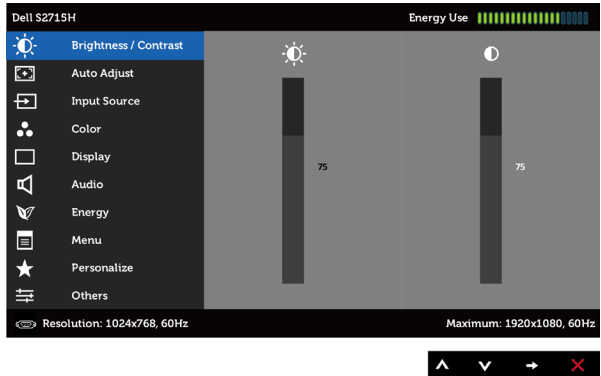 Dell S2715H
Energy Use
Brightness / Contrast
Auto Adjust
Input Source
Color
Display
75
75
Audio
Energy
Menu
Personalize
Others
Resolution: 1024x768, 60Hz
Maximum: 1920x1080, 60Hz